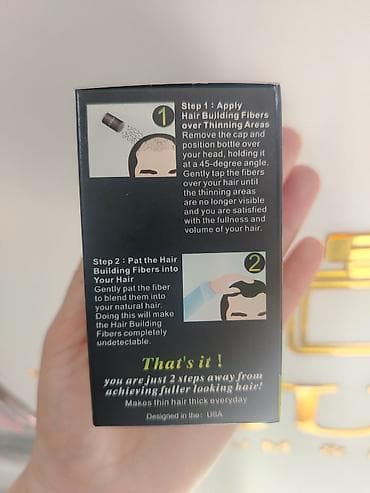 1
Step 1：Apply
Hair Building Fibers
over Thinning Areas
Remove the cap and
position bottle over
your head, holding it
at a 45-degree angle.
Gently tap the fibers
over your hair until
the thinning areas
are no longer visible
and you are satisfied
with the fullness and
volume of your hair.
Step 2：Pat the Hair
Building Fibers into
Your Hair
Gently pat the fiber
to blend them into
your natural hair.
Doing this will make
the Hair Building
Fibers completely
undetectable.
2
That's it !
you are just 2 steps away from
achieving fuller looking hair!
Makes thin hair thick everyday
Designed in the：USA